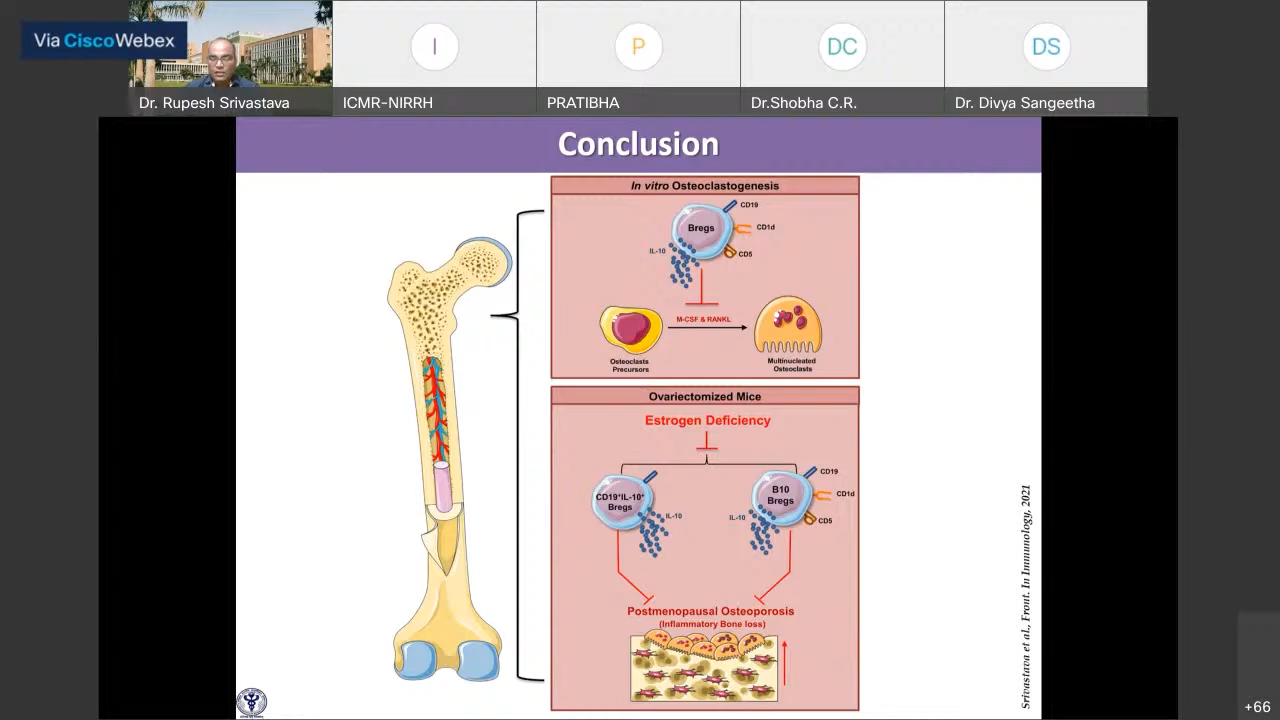 Via CiscoWebex
I
P
DC
DS
Dr. Rupesh Srivastava
ICMR-NIRRH
PRATIBHA
Dr.Shobha C.R.
Dr. Divya Sangeetha
Conclusion
In vitro Osteoclastogenesis
CD19
Bregs
CD1d
IL-10
CD5
M-CSF & RANKL
Osteoclasts
Precursors
Multinucleated
Osteoclasts
Ovariectomized Mice
Estrogen Deficiency
CD19⁺IL-10⁺
Bregs
IL-10
B10
Bregs
CD19
CD1d
IL-10
CD5
Postmenopausal Osteoporosis
(Inflammatory Bone loss)
Srivastava et al., Front. In Immunology, 2021
+66